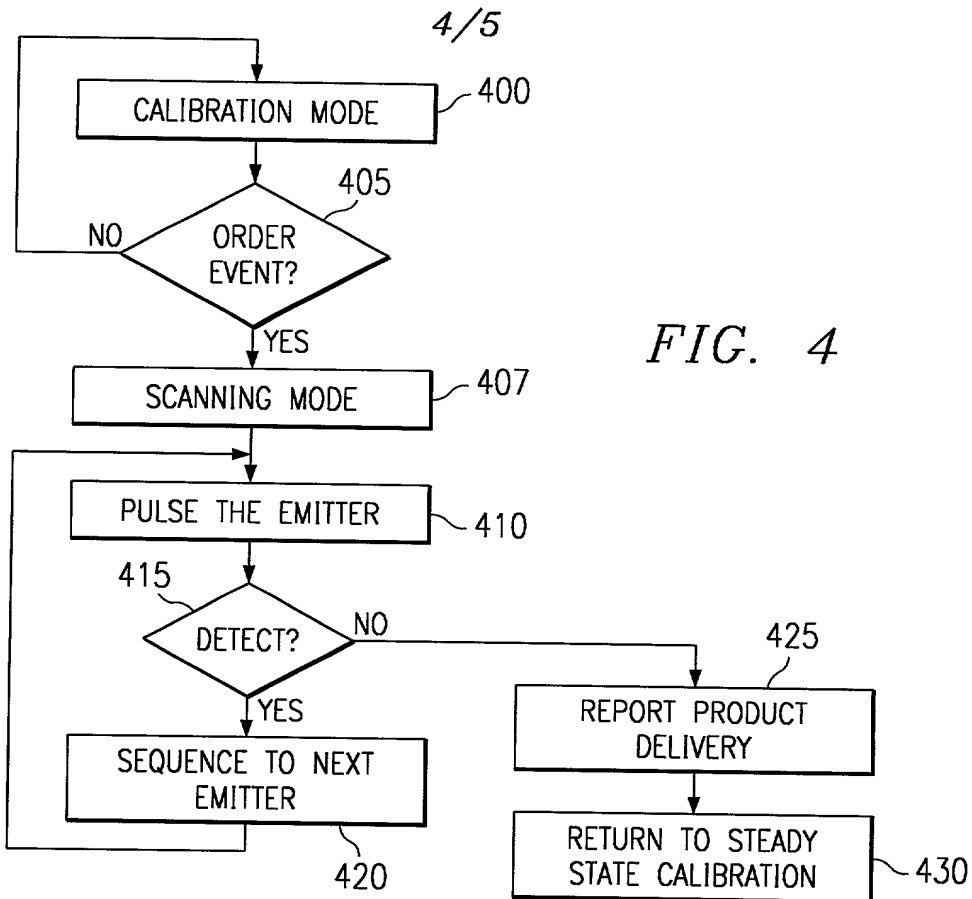 4/5
CALIBRATION MODE
400
405
ORDER
EVENT?
NO
YES
FIG. 4
SCANNING MODE
407
PULSE THE EMITTER
410
415
DETECT?
NO
YES
425
REPORT PRODUCT
DELIVERY
SEQUENCE TO NEXT
EMITTER
420
RETURN TO STEADY
STATE CALIBRATION
430